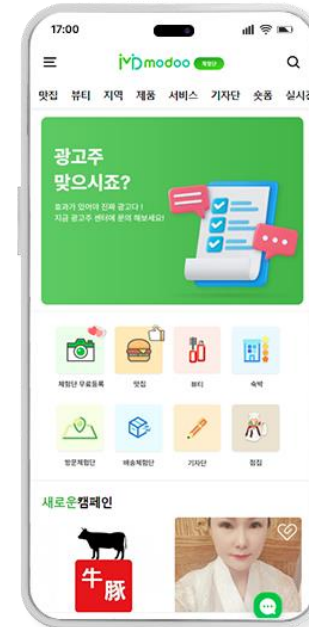 17:00
modoo 체험단
맛집 뷰티 지역 제품 서비스 기자단 숏폼 실시간
광고주
맞으시죠?
효과가 있어야 진짜 광고다!
지금 광고주 센터에 문의 해보세요!
체험단 무료등록 맛집 뷰티 숙박
방문체험단 배송체험단 기자단 점집
새로운캠페인
牛
豚